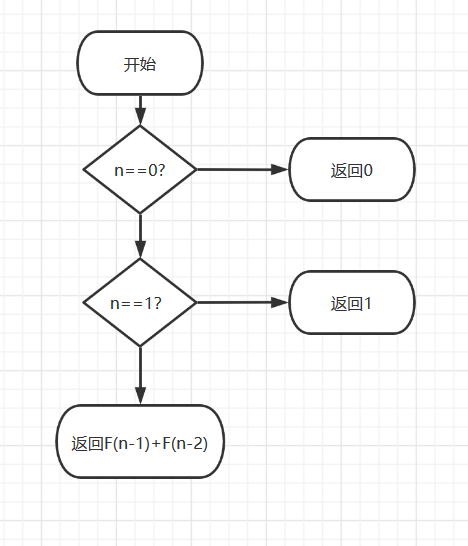 开始
n==0?
返回0
n==1?
返回1
返回F(n-1)+F(n-2)